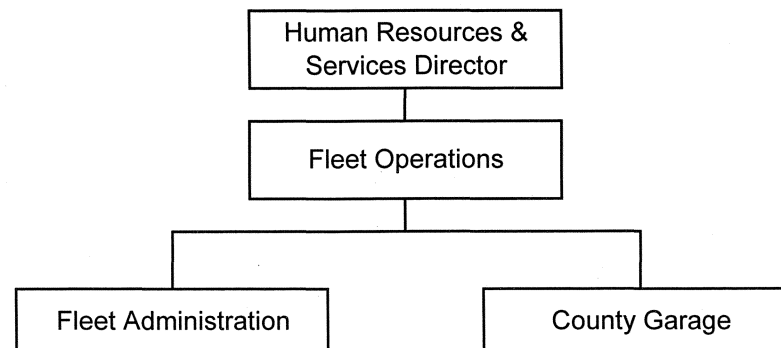 Human Resources &
Services Director
Fleet Operations
Fleet Administration
County Garage